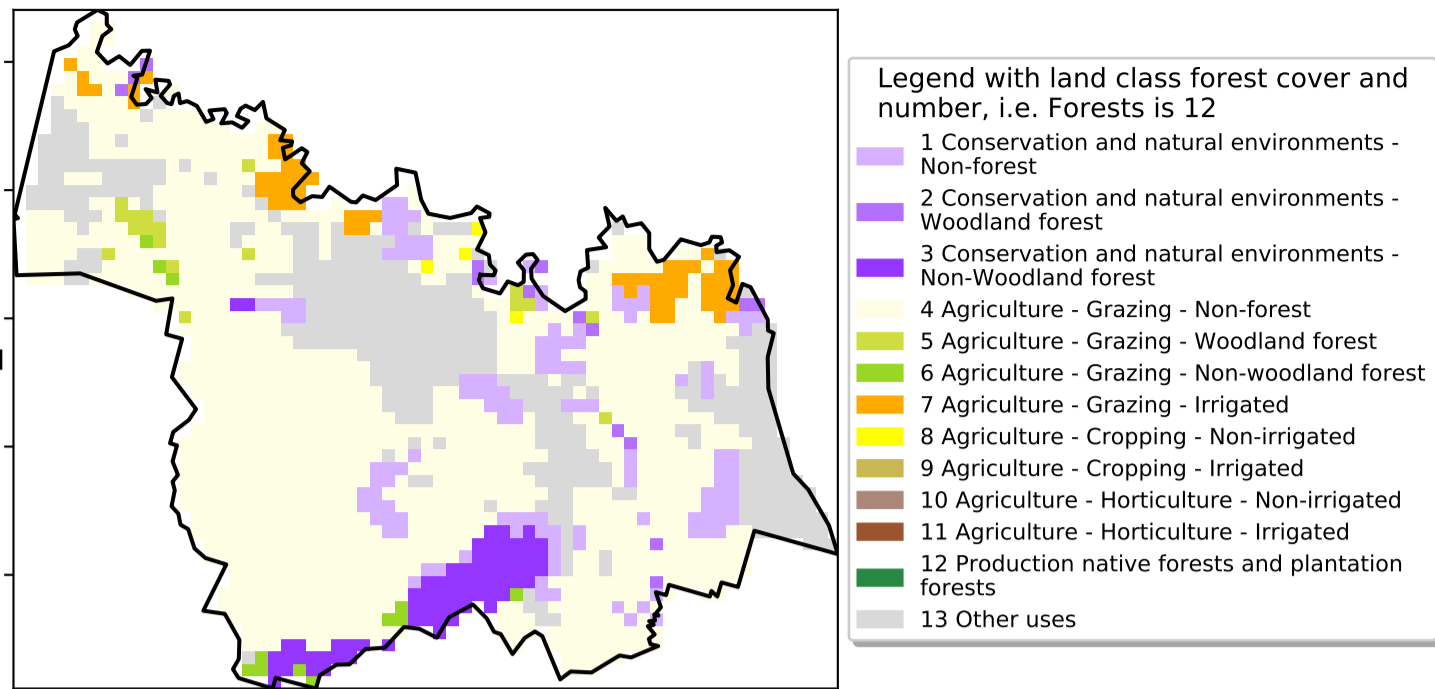 Legend with land class forest cover and
number, i.e. Forests is 12
1 Conservation and natural environments -
Non-forest
2 Conservation and natural environments -
Woodland forest
3 Conservation and natural environments -
Non-Woodland forest
4 Agriculture - Grazing - Non-forest
5 Agriculture - Grazing - Woodland forest
6 Agriculture - Grazing - Non-woodland forest
7 Agriculture - Grazing - Irrigated
8 Agriculture - Cropping - Non-irrigated
9 Agriculture - Cropping - Irrigated
10 Agriculture - Horticulture - Non-irrigated
11 Agriculture - Horticulture - Irrigated
12 Production native forests and plantation
forests
13 Other uses